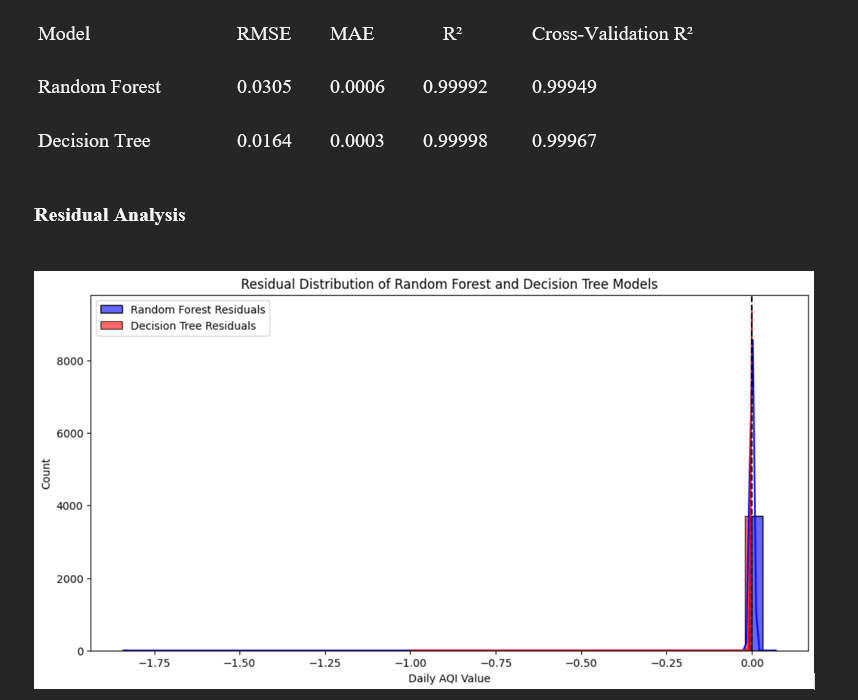 Model RMSE MAE R² Cross-Validation R²
Random Forest 0.0305 0.0006 0.99992 0.99949
Decision Tree 0.0164 0.0003 0.99998 0.99967
Residual Analysis
Residual Distribution of Random Forest and Decision Tree Models
Random Forest Residuals
Decision Tree Residuals
8000
6000
4000
2000
0
Count
−1.75 −1.50 −1.25 −1.00 −0.75 −0.50 −0.25 0.00
Daily AQI Value